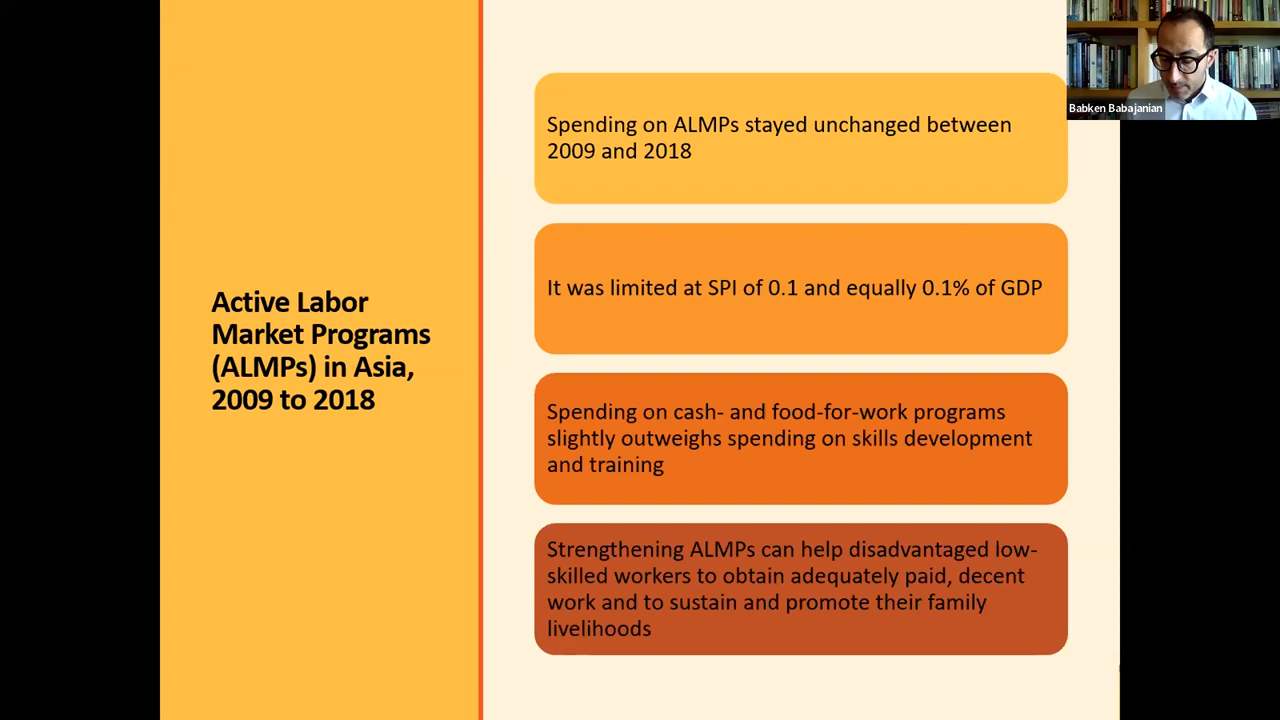 Active Labor
Market Programs
(ALMPs) in Asia,
2009 to 2018
Spending on ALMPs stayed unchanged between
2009 and 2018
It was limited at SPI of 0.1 and equally 0.1% of GDP
Spending on cash- and food-for-work programs
slightly outweighs spending on skills development
and training
Strengthening ALMPs can help disadvantaged low-
skilled workers to obtain adequately paid, decent
work and to sustain and promote their family
livelihoods
Babken Babajanian